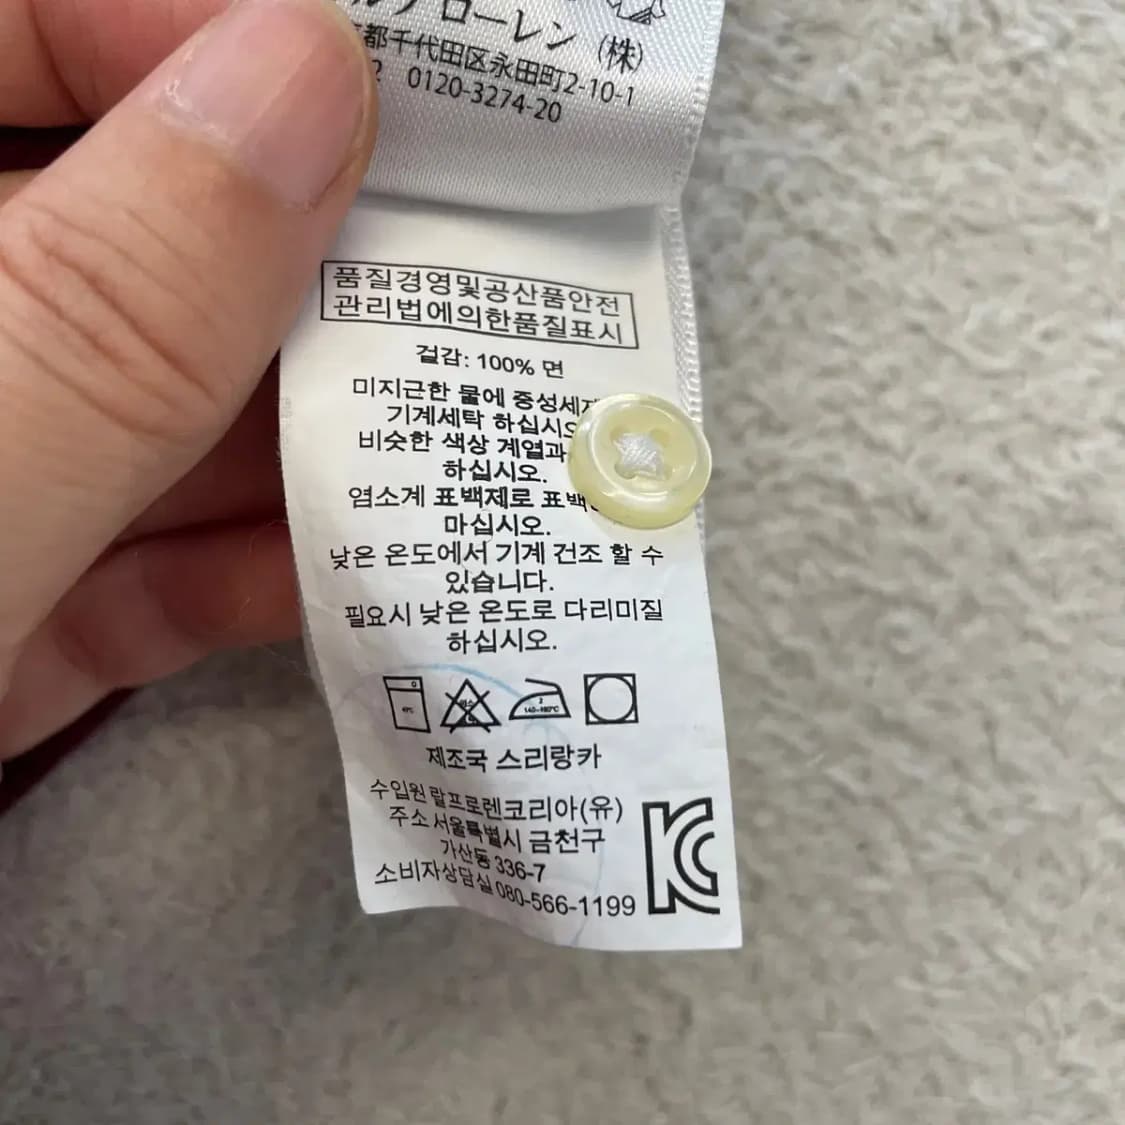 ローレン (株)
都千代田区永田町2-10-1
0120-3274-20
품질경영및공산품안전
관리법에의한품질표시
겉감: 100% 면
미지근한 물에 중성세
기계세탁 하십시오
비슷한 색상 계열과
하십시오.
염소계 표백제로 표백
마십시오.
낮은 온도에서 기계 건조 할 수
있습니다.
필요시 낮은 온도로 다리미질
하십시오.
2
140-160℃
제조국 스리랑카
수입원 랄프로렌코리아(유)
주소 서울특별시 금천구
가산동 336-7
소비자상담실 080-566-1199
KC